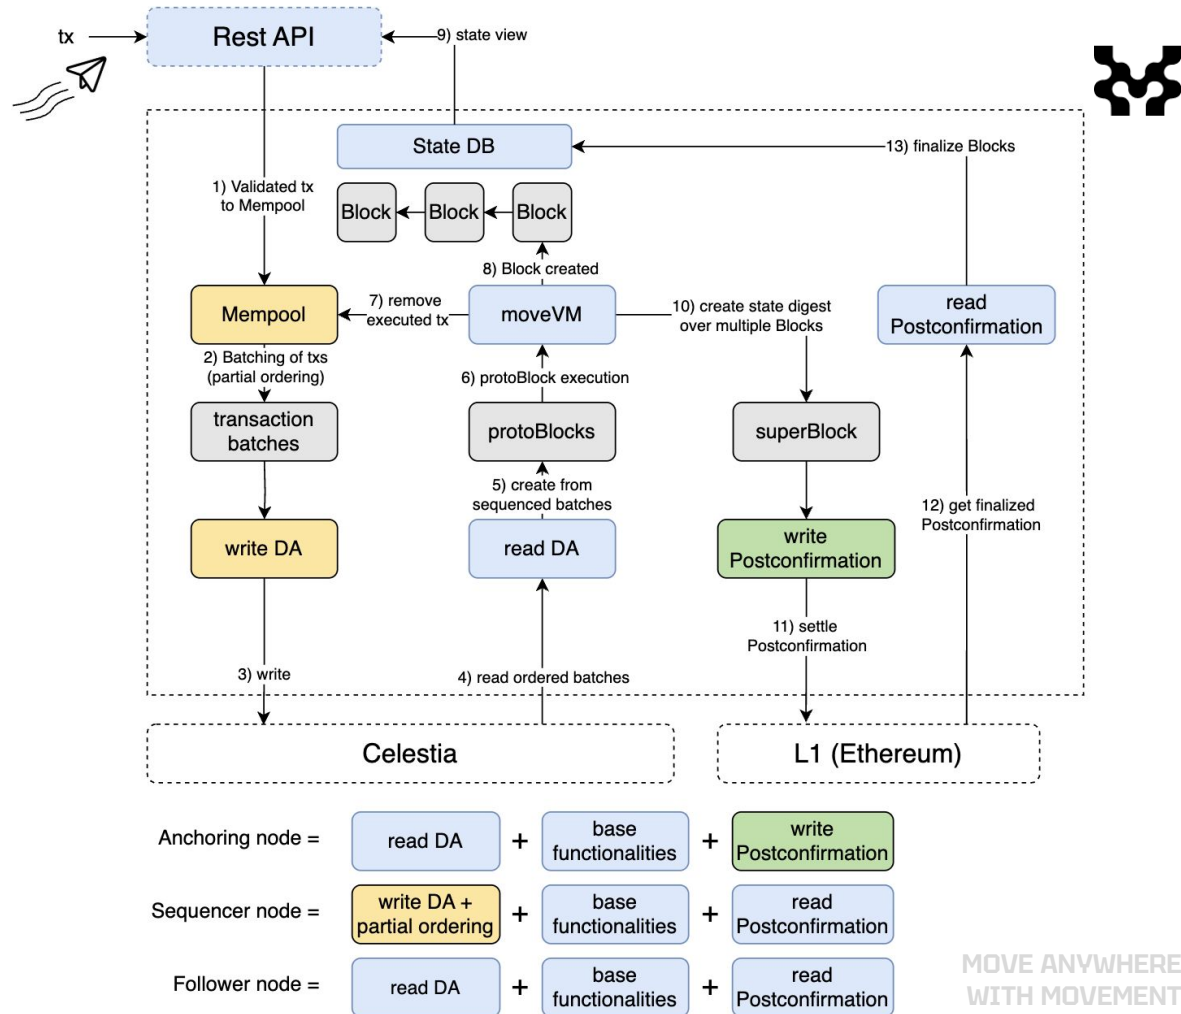 tx
Rest API
9) state view
State DB
13) finalize Blocks
1) Validated tx
to Mempool
Block
Block
Block
8) Block created
Mempool
7) remove
executed tx
moveVM
10) create state digest
over multiple Blocks
read
Postconfirmation
2) Batching of txs
(partial ordering)
6) protoBlock execution
transaction
batches
protoBlocks
superBlock
5) create from
sequenced batches
12) get finalized
Postconfirmation
write DA
read DA
write
Postconfirmation
11) settle
Postconfirmation
3) write
4) read ordered batches
Celestia
L1 (Ethereum)
Anchoring node =
read DA
+
base
functionalities
+
write
Postconfirmation
Sequencer node =
write DA +
partial ordering
+
base
functionalities
+
read
Postconfirmation
Follower node =
read DA
+
base
functionalities
+
read
Postconfirmation
MOVE ANYWHERE
WITH MOVEMENT